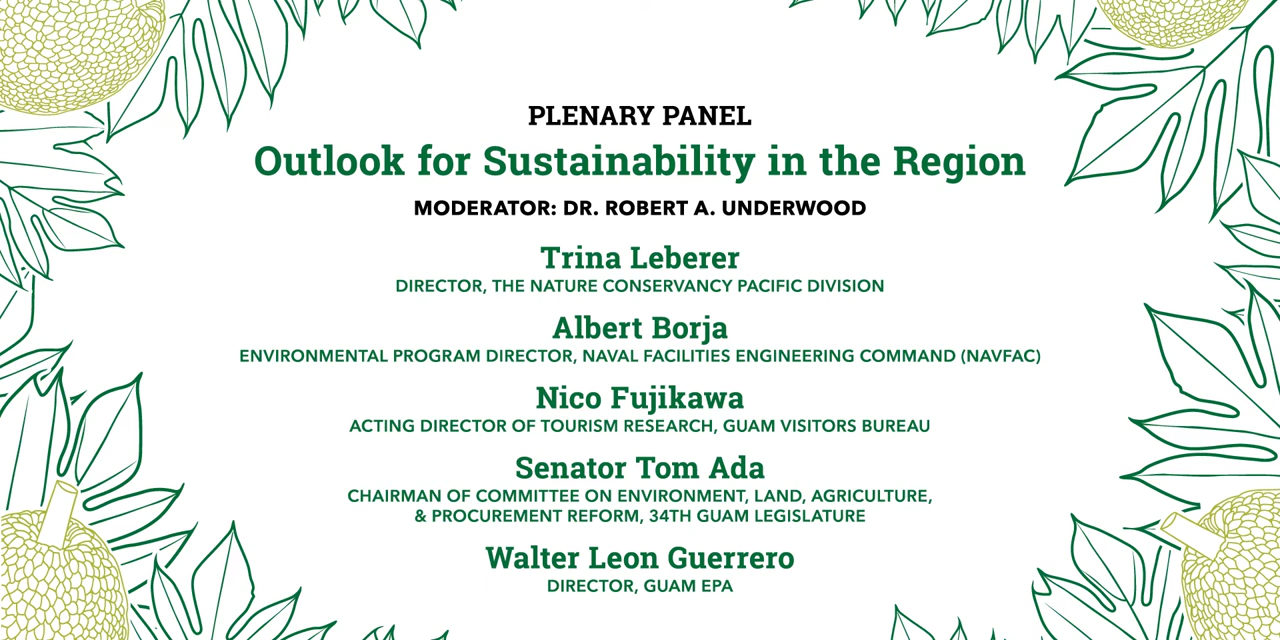 PLENARY PANEL
Outlook for Sustainability in the Region
MODERATOR: DR. ROBERT A. UNDERWOOD
Trina Leberer
DIRECTOR, THE NATURE CONSERVANCY PACIFIC DIVISION
Albert Borja
ENVIRONMENTAL PROGRAM DIRECTOR, NAVAL FACILITIES ENGINEERING COMMAND (NAVFAC)
Nico Fujikawa
ACTING DIRECTOR OF TOURISM RESEARCH, GUAM VISITORS BUREAU
Senator Tom Ada
CHAIRMAN OF COMMITTEE ON ENVIRONMENT, LAND, AGRICULTURE,
& PROCUREMENT REFORM, 34TH GUAM LEGISLATURE
Walter Leon Guerrero
DIRECTOR, GUAM EPA